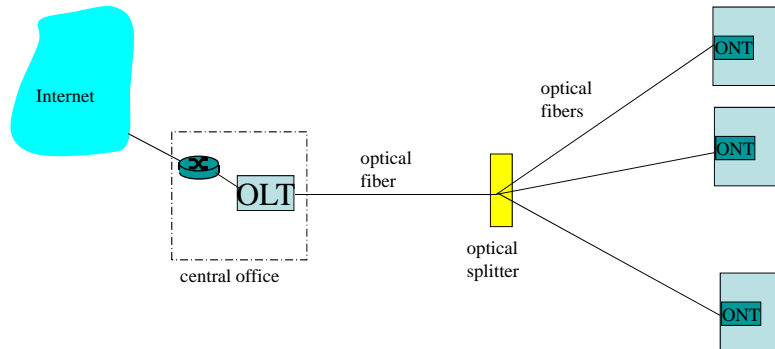 Internet
OLT
central office
optical
fiber
optical
splitter
optical
fibers
ONT
ONT
ONT